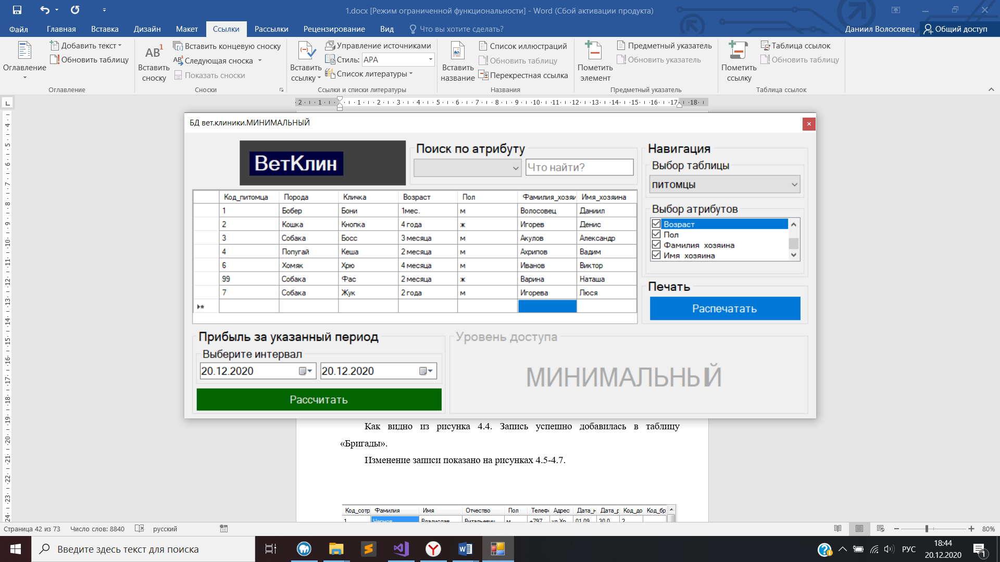 1.docx [Режим ограниченной функциональности] - Word (Сбой активации продукта)
Файл Главная Вставка Дизайн Макет Ссылки Рассылки Рецензирование Вид Что вы хотите сделать? Даниил Волосовец Общий доступ
Оглавление
Добавить текст
Обновить таблицу
Оглавление
AB1
Вставить сноску
Вставить концевую сноску
Следующая сноска
Показать сноски
Сноски
Вставить ссылку
Управление источниками
Стиль: APA
Список литературы
Ссылки и списки литературы
Вставить название
Список иллюстраций
Обновить таблицу
Перекрестная ссылка
Названия
Пометить элемент
Предметный указатель
Обновить указатель
Предметный указатель
Пометить ссылку
Таблица ссылок
Обновить таблицу
Таблица ссылок
2 1 1 2 3 4 5 6 7 8 9 10 11 12 13 14 15 16 17 18
4 5 6 7 8 9 10 11 12 13 14 15 16 17 18 19 20 21 22 23 24
БД вет.клиники.МИНИМАЛЬНЫЙ
ВетКлин
Поиск по атрибуту
Что найти?
Навигация
Выбор таблицы
питомцы
Выбор атрибутов
Возраст
Пол
Фамилия хозяина
Имя хозяина
Печать
Распечатать
Код_питомца Порода Кличка Возраст Пол Фамилия_хозяи Имя_хозяина
1 Бобер Бони 1мес. м Волосовец Даниил
2 Кошка Кнопка 4 года ж Игорев Денис
3 Собака Босс 3 месяца м Акулов Александр
4 Попугай Кеша 2 месяца м Ахрипов Вадим
6 Хомяк Хрю 4 месяца м Иванов Виктор
99 Собака Фас 2 месяца ж Варина Наташа
7 Собака Жук 2 года м Игорева Люся
Прибыль за указанный период
Выберите интервал
20.12.2020 20.12.2020
Рассчитать
Уровень доступа
МИНИМАЛЬНЫЙ
Как видно из рисунка 4.4. Запись успешно добавилась в таблицу
«Бригады».
Изменение записи показано на рисунках 4.5-4.7.
Код_сотр Фамилия Имя Отчество Пол Телефо Адрес Дата_н Дата_р Код_до Код_бр
1 Чернов Владислав Витальевич м +797 ул.Хр 01.09 30.0 2
Страница 42 из 73 Число слов: 8840 русский 80%
Введите здесь текст для поиска
РУС
18:44
20.12.2020
1